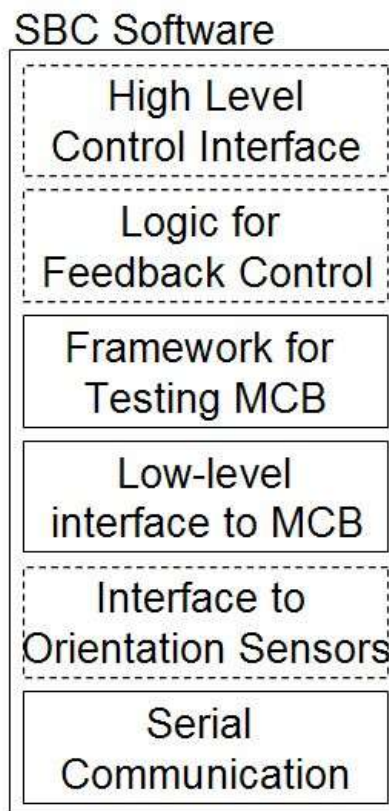 SBC Software
High Level
Control Interface
Logic for
Feedback Control
Framework for
Testing MCB
Low-level
interface to MCB
Interface to
Orientation Sensors
Serial
Communication